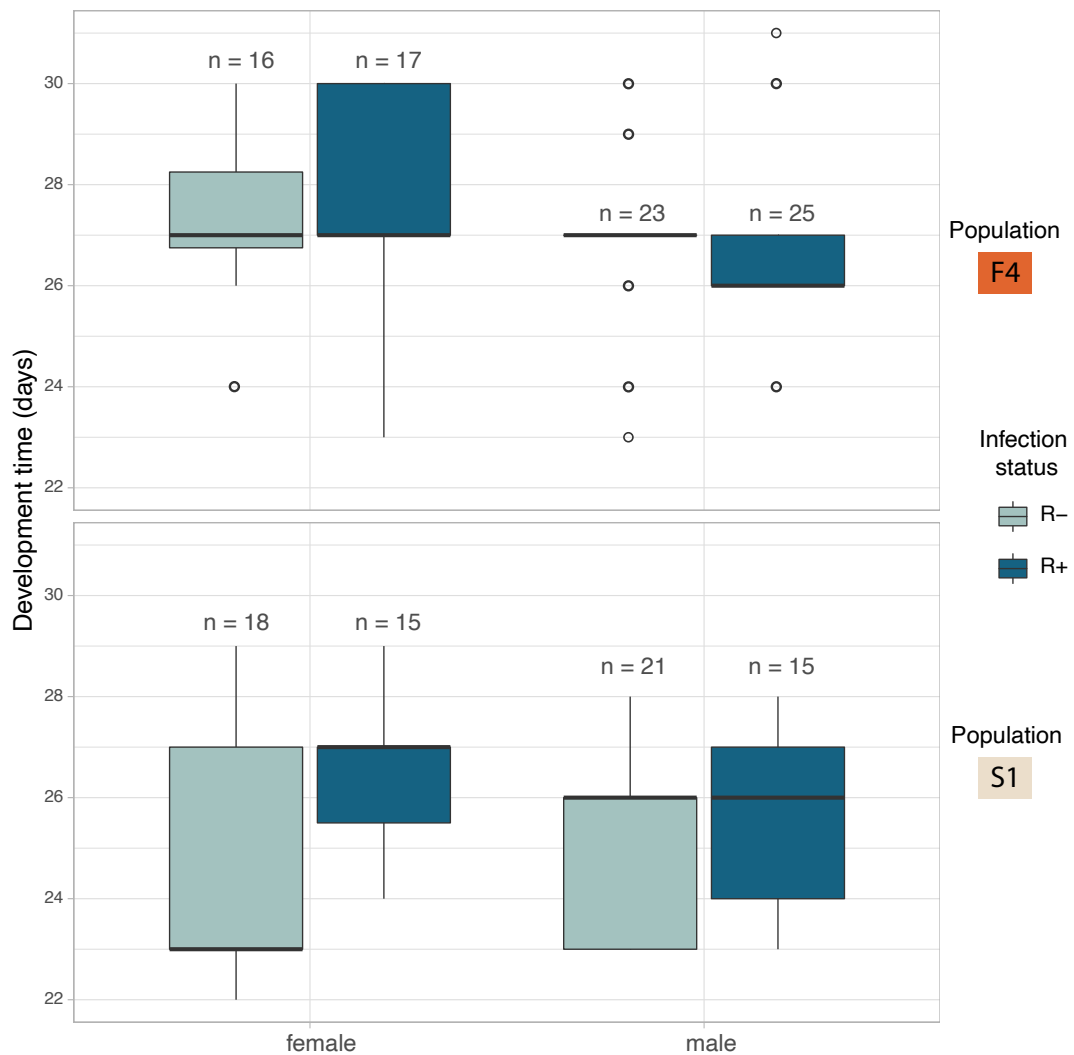 Development time (days)
30
28
26
24
22
n = 16
n = 17
n = 23
n = 25
30
28
26
24
22
n = 18
n = 15
n = 21
n = 15
female
male
Population
F4
Infection
status
R−
R+
Population
S1